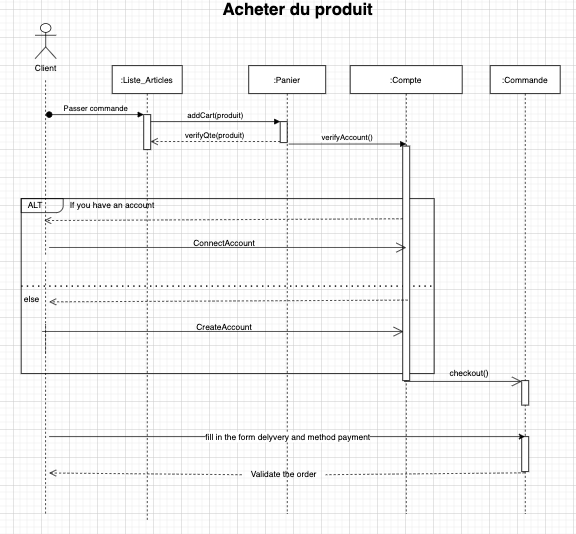 Acheter du produit
Client
:Liste_Articles
:Panier
:Compte
:Commande
Passer commande
addCart(produit)
verifyQte(produit)
verifyAccount()
ALT
If you have an account
ConnectAccount
else
CreateAccount
checkout()
fill in the form delyvery and method payment
Validate the order